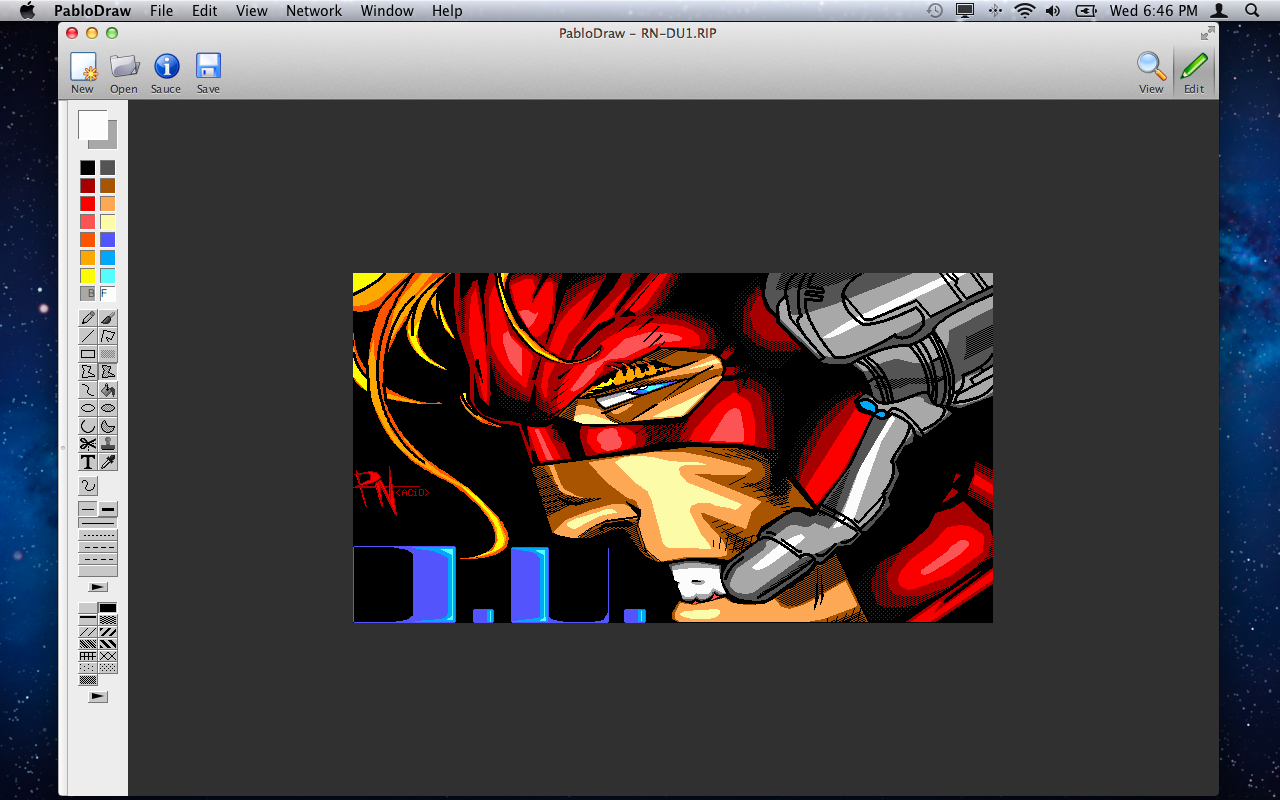 PabloDraw File Edit View Network Window Help Wed 6:46 PM
PabloDraw – RN-DU1.RIP
New Open Sauce Save View Edit
B F
T
RN <ACiD>
D.U.